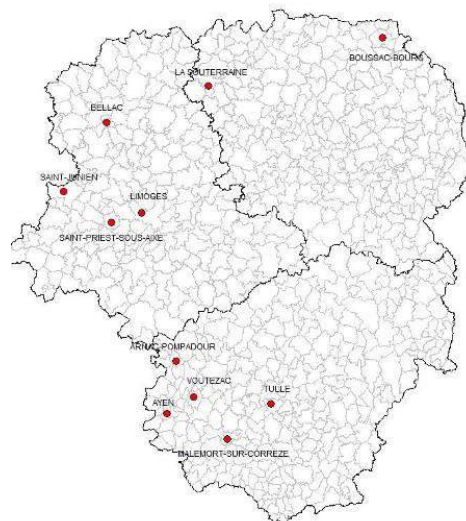 BOUSSAC-BOURG
LA SOUTERRAINE
BELLAC
SAINT-JUNIEN
LIMOGES
SAINT-PRIEST-SOUS-AIXE
ARNAC-POMPADOUR
VOUTEZAC
AYEN
TULLE
MALEMORT-SUR-CORREZE